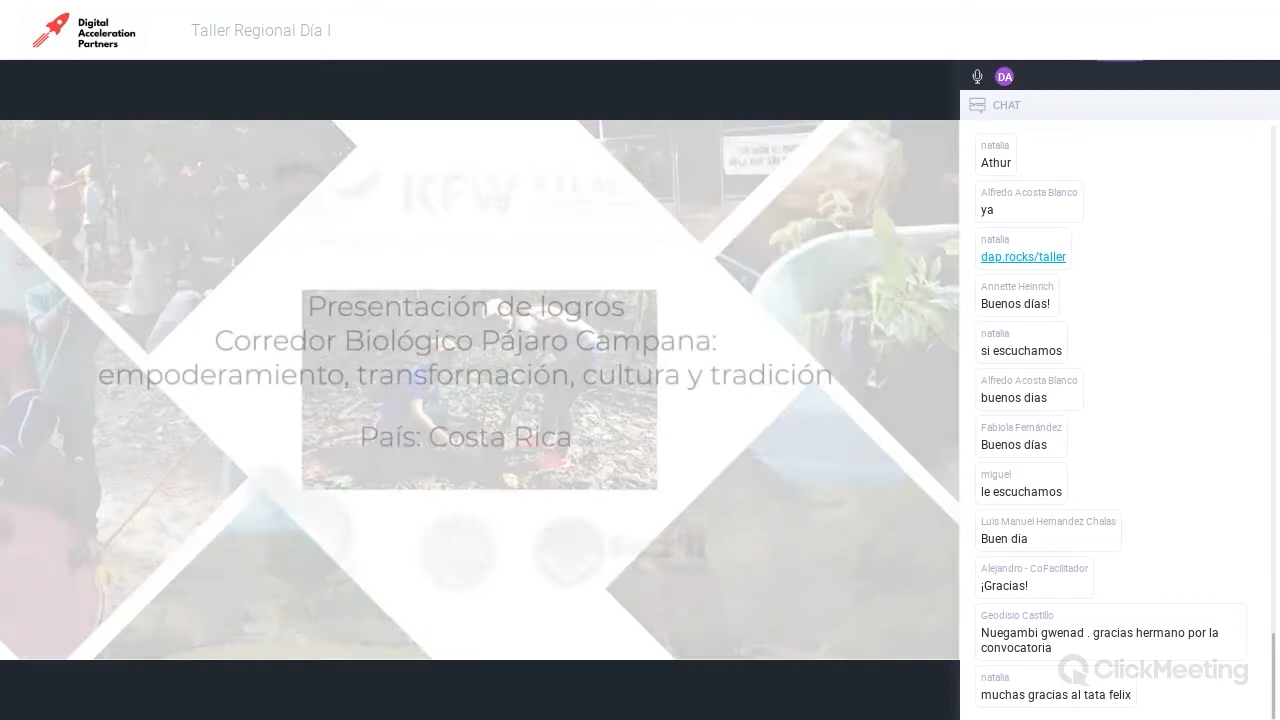 Digital
Acceleration
Partners
Taller Regional Día I
DA
CHAT
KFW
Presentación de logros
Corredor Biológico Pájaro Campana:
empoderamiento, transformación, cultura y tradición
País: Costa Rica
natalia
Athur
Alfredo Acosta Blanco
ya
natalia
dap.rocks/taller
Annette Heinrich
Buenos días!
natalia
si escuchamos
Alfredo Acosta Blanco
buenos dias
Fabiola Fernández
Buenos días
miguel
le escuchamos
Luis Manuel Hernandez Chalas
Buen dia
Alejandro - CoFacilitador
¡Gracias!
Geodisio Castillo
Nuegambi gwenad . gracias hermano por la
convocatoria
natalia
muchas gracias al tata felix
ClickMeeting